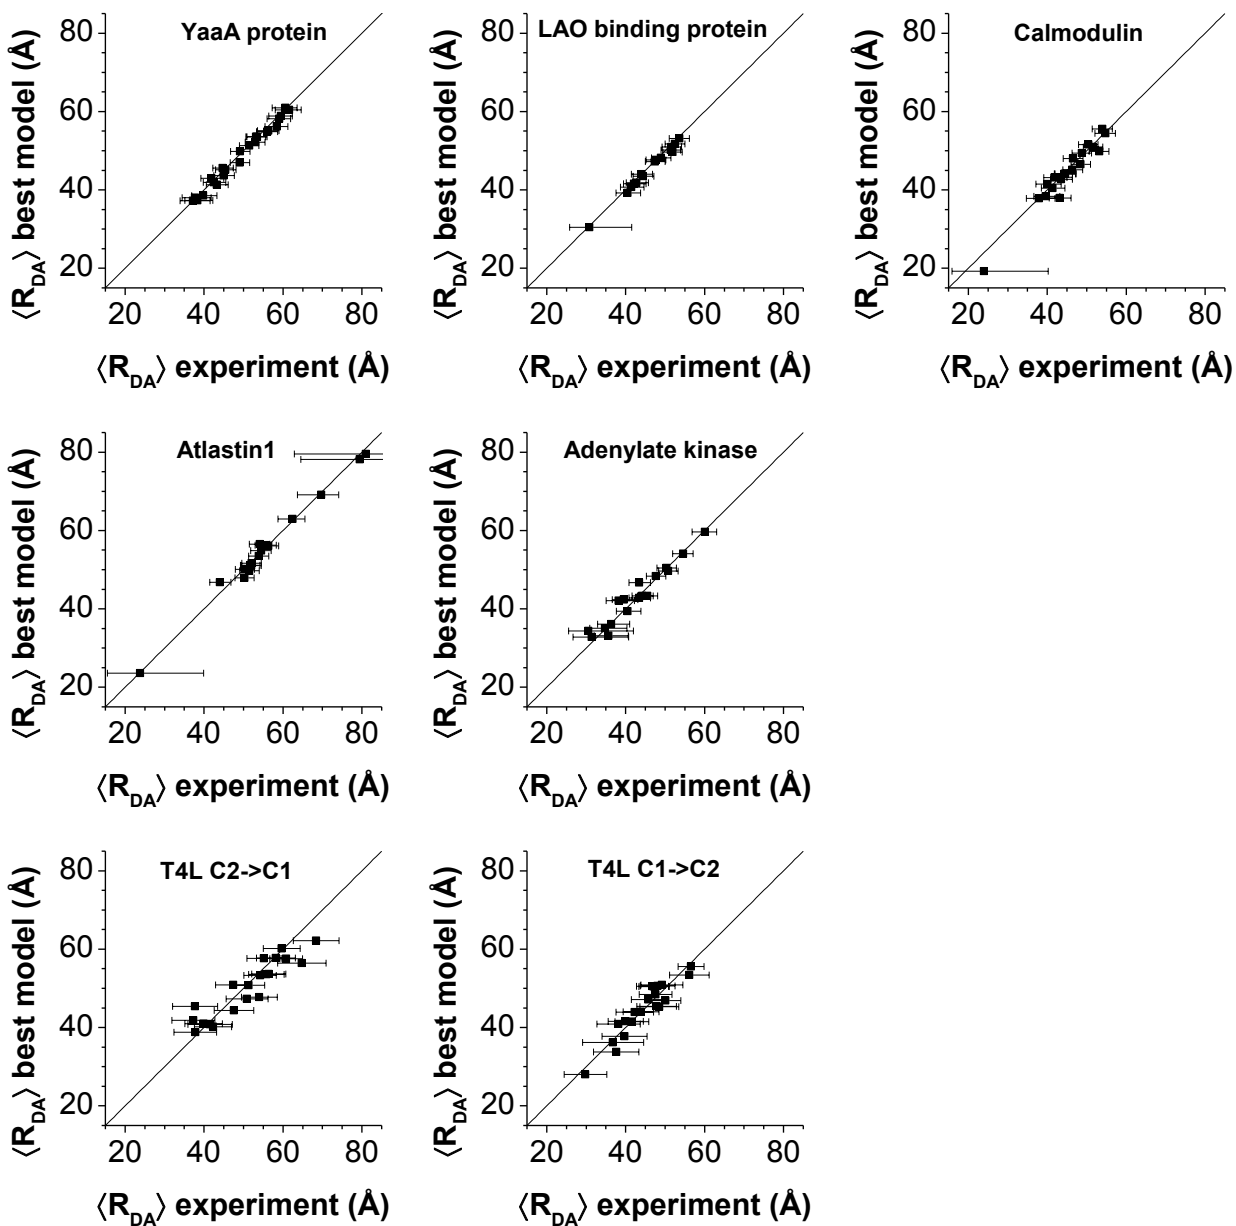 YaaA protein
⟨R_DA⟩ best model (Å)
80
60
40
20
20 40 60 80
⟨R_DA⟩ experiment (Å)
LAO binding protein
⟨R_DA⟩ best model (Å)
80
60
40
20
20 40 60 80
⟨R_DA⟩ experiment (Å)
Calmodulin
⟨R_DA⟩ best model (Å)
80
60
40
20
20 40 60 80
⟨R_DA⟩ experiment (Å)
Atlastin1
⟨R_DA⟩ best model (Å)
80
60
40
20
20 40 60 80
⟨R_DA⟩ experiment (Å)
Adenylate kinase
⟨R_DA⟩ best model (Å)
80
60
40
20
20 40 60 80
⟨R_DA⟩ experiment (Å)
T4L C2->C1
⟨R_DA⟩ best model (Å)
80
60
40
20
20 40 60 80
⟨R_DA⟩ experiment (Å)
T4L C1->C2
⟨R_DA⟩ best model (Å)
80
60
40
20
20 40 60 80
⟨R_DA⟩ experiment (Å)